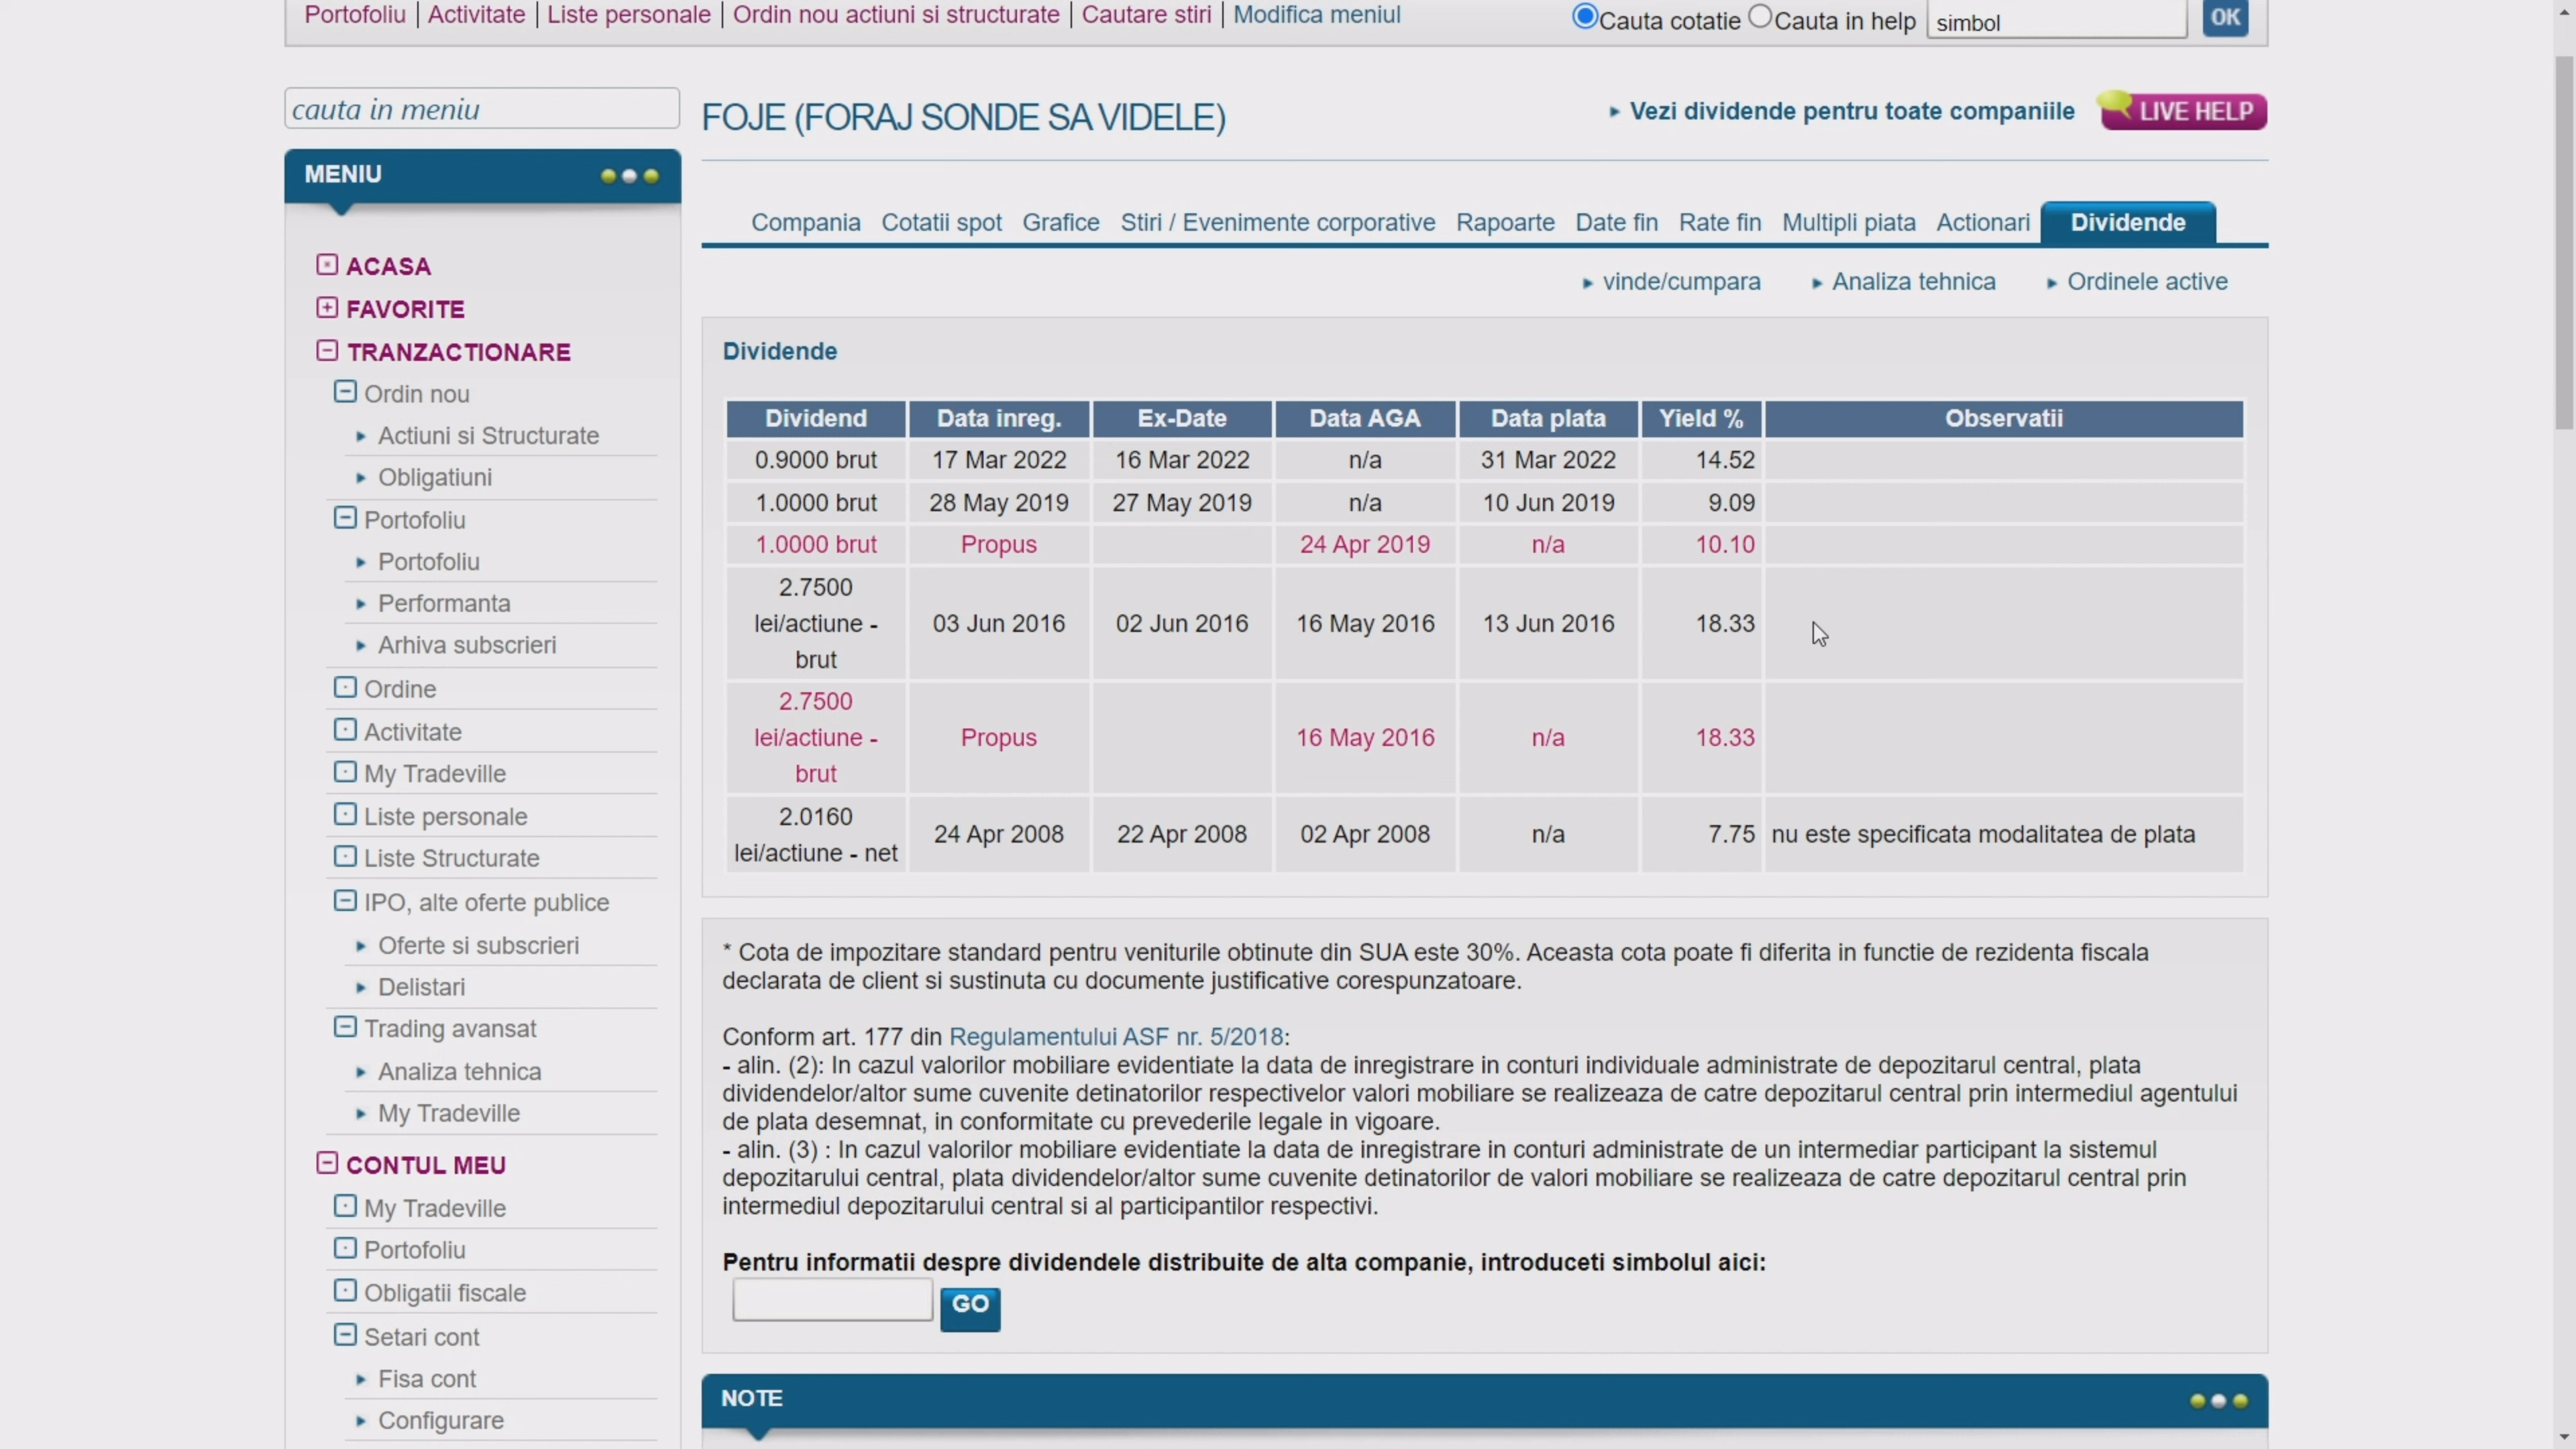 Portofoliu | Activitate | Liste personale | Ordin nou actiuni si structurate | Cautare stiri | Modifica meniul
Cauta cotatie Cauta in help simbol OK
cauta in meniu
MENIU
ACASA
FAVORITE
TRANZACTIONARE
Ordin nou
Actiuni si Structurate
Obligatiuni
Portofoliu
Portofoliu
Performanta
Arhiva subscrieri
Ordine
Activitate
My Tradeville
Liste personale
Liste Structurate
IPO, alte oferte publice
Oferte si subscrieri
Delistari
Trading avansat
Analiza tehnica
My Tradeville
CONTUL MEU
My Tradeville
Portofoliu
Obligatii fiscale
Setari cont
Fisa cont
Configurare
FOJE (FORAJ SONDE SA VIDELE)
Vezi dividende pentru toate companiile
LIVE HELP
Compania Cotatii spot Grafice Stiri / Evenimente corporative Rapoarte Date fin Rate fin Multipli piata Actionari Dividende
vinde/cumpara Analiza tehnica Ordinele active
Dividende
Dividend Data inreg. Ex-Date Data AGA Data plata Yield % Observatii
0.9000 brut 17 Mar 2022 16 Mar 2022 n/a 31 Mar 2022 14.52
1.0000 brut 28 May 2019 27 May 2019 n/a 10 Jun 2019 9.09
1.0000 brut Propus 24 Apr 2019 n/a 10.10
2.7500
lei/actiune - 03 Jun 2016 02 Jun 2016 16 May 2016 13 Jun 2016 18.33
brut
2.7500
lei/actiune - Propus 16 May 2016 n/a 18.33
brut
2.0160
lei/actiune - net 24 Apr 2008 22 Apr 2008 02 Apr 2008 n/a 7.75 nu este specificata modalitatea de plata
* Cota de impozitare standard pentru veniturile obtinute din SUA este 30%. Aceasta cota poate fi diferita in functie de rezidenta fiscala
declarata de client si sustinuta cu documente justificative corespunzatoare.
Conform art. 177 din Regulamentului ASF nr. 5/2018:
- alin. (2): In cazul valorilor mobiliare evidentiate la data de inregistrare in conturi individuale administrate de depozitarul central, plata
dividendelor/altor sume cuvenite detinatorilor respectivelor valori mobiliare se realizeaza de catre depozitarul central prin intermediul agentului
de plata desemnat, in conformitate cu prevederile legale in vigoare.
- alin. (3) : In cazul valorilor mobiliare evidentiate la data de inregistrare in conturi administrate de un intermediar participant la sistemul
depozitarului central, plata dividendelor/altor sume cuvenite detinatorilor de valori mobiliare se realizeaza de catre depozitarul central prin
intermediul depozitarului central si al participantilor respectivi.
Pentru informatii despre dividendele distribuite de alta companie, introduceti simbolul aici:
GO
NOTE